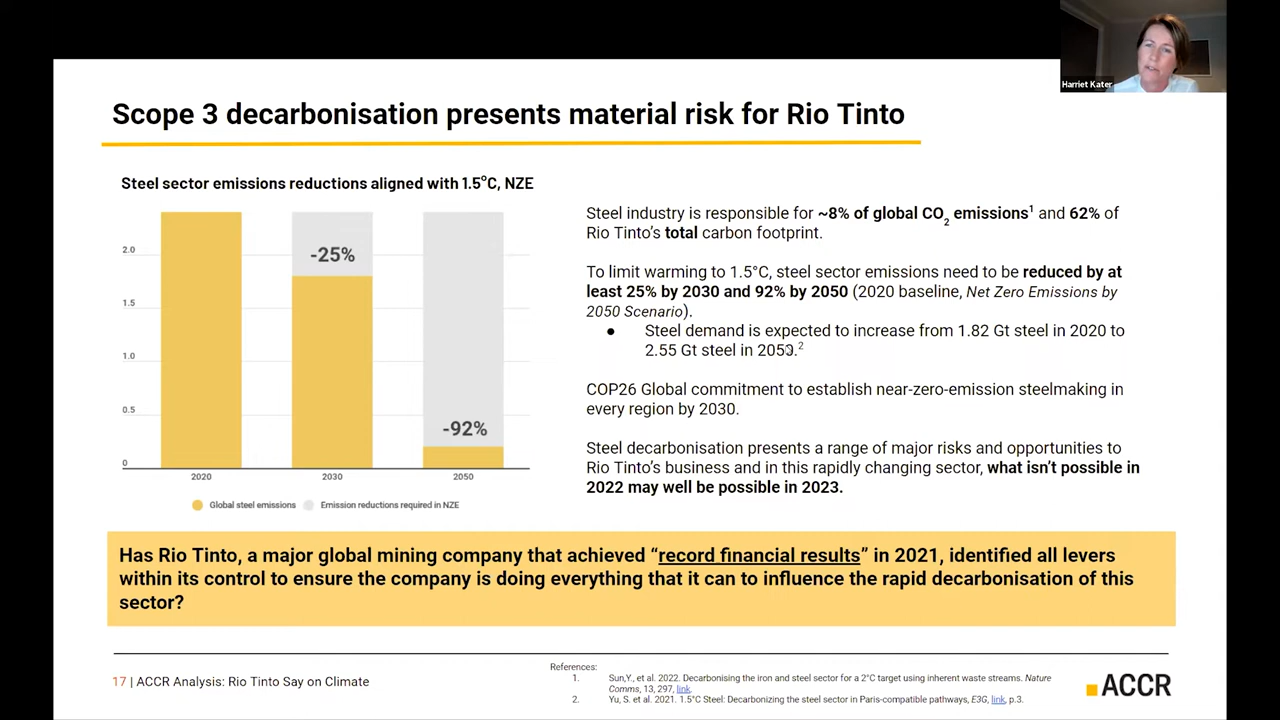 Harriet Kater
Scope 3 decarbonisation presents material risk for Rio Tinto
Steel sector emissions reductions aligned with 1.5°C, NZE
2.0
1.5
1.0
0.5
0
-25%
-92%
2020
2030
2050
Global steel emissions
Emission reductions required in NZE
Steel industry is responsible for ~8% of global CO2 emissions1 and 62% of
Rio Tinto's total carbon footprint.
To limit warming to 1.5°C, steel sector emissions need to be reduced by at
least 25% by 2030 and 92% by 2050 (2020 baseline, Net Zero Emissions by
2050 Scenario).
● Steel demand is expected to increase from 1.82 Gt steel in 2020 to
2.55 Gt steel in 2050.2
COP26 Global commitment to establish near-zero-emission steelmaking in
every region by 2030.
Steel decarbonisation presents a range of major risks and opportunities to
Rio Tinto's business and in this rapidly changing sector, what isn't possible in
2022 may well be possible in 2023.
Has Rio Tinto, a major global mining company that achieved “record financial results” in 2021, identified all levers
within its control to ensure the company is doing everything that it can to influence the rapid decarbonisation of this
sector?
17 | ACCR Analysis: Rio Tinto Say on Climate
References:
1. Sun,Y., et al. 2022. Decarbonising the iron and steel sector for a 2°C target using inherent waste streams. Nature
Comms, 13, 297, link.
2. Yu, S. et al. 2021. 1.5°C Steel: Decarbonizing the steel sector in Paris-compatible pathways, E3G, link, p.3.
ACCR